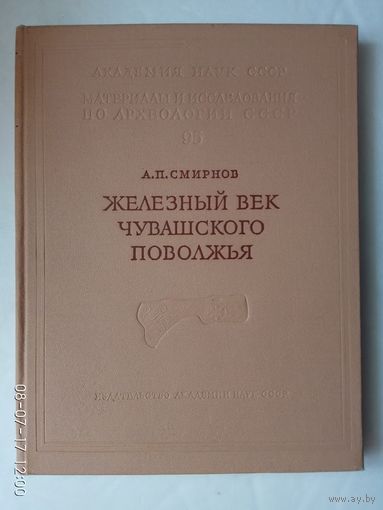 АКАДЕМИЯ НАУК СССР
МАТЕРИАЛЫ И ИССЛЕДОВАНИЯ
ПО АРХЕОЛОГИИ СССР
95
А.П.СМИРНОВ
ЖЕЛЕЗНЫЙ ВЕК
ЧУВАШСКОГО
ПОВОЛЖЬЯ
ИЗДАТЕЛЬСТВО АКАДЕМИИ НАУК СССР
08-07-17 12:00
www.ay.by